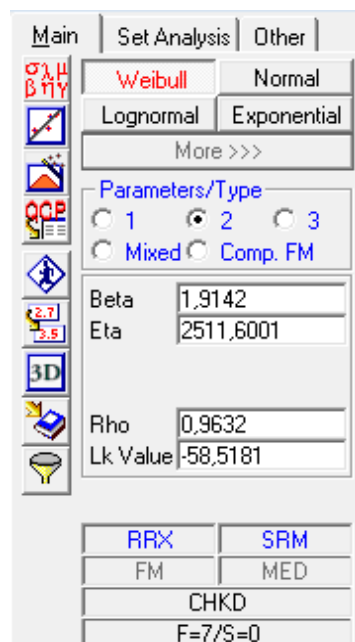 Main Set Analysis Other
σλμ
βηγ
Weibull Normal
Lognormal Exponential
More >>>
QCP
Parameters/Type
1 2 3
Mixed Comp. FM
2.7
3.5
3D
Beta 1,9142
Eta 2511,6001
Rho 0,9632
Lk Value -58,5181
RRX SRM
FM MED
CHKD
F=7/S=0